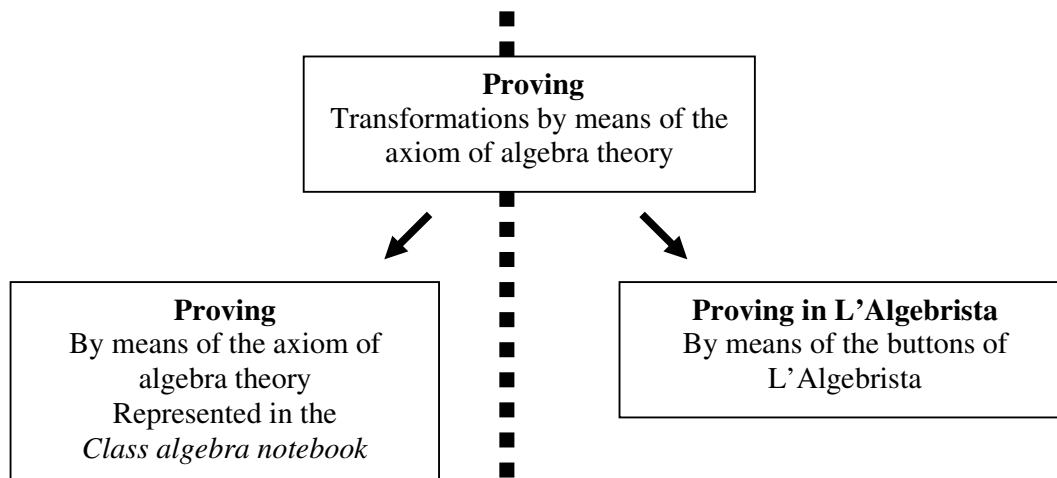 Proving
Transformations by means of the
axiom of algebra theory
Proving
By means of the axiom of
algebra theory
Represented in the
Class algebra notebook
Proving in L'Algebrista
By means of the buttons of
L'Algebrista